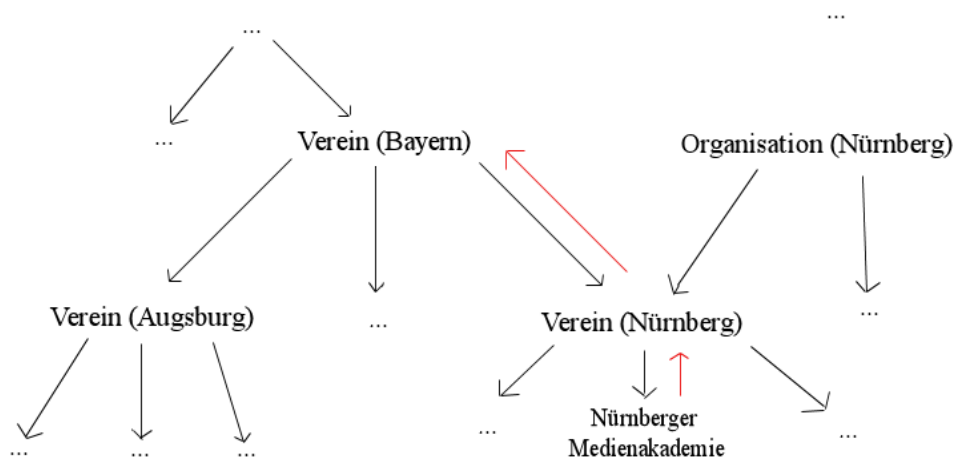 ...
...
...
Verein (Bayern)
Organisation (Nürnberg)
Verein (Augsburg)
...
Verein (Nürnberg)
...
...
...
...
...
Nürnberger
Medienakademie
...